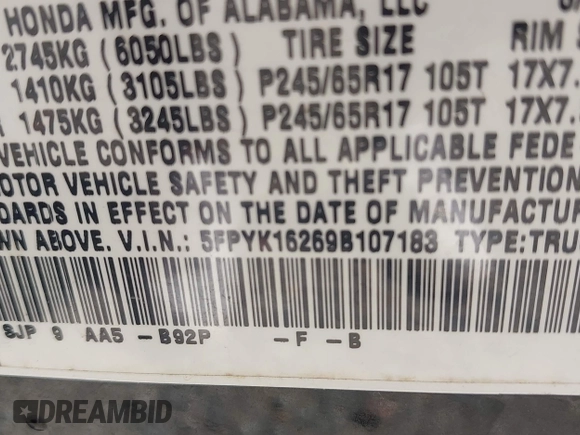 HONDA MFG. OF ALABAMA, LLC
2745KG (6050LBS) TIRE SIZE RIM S
1410KG (3105LBS) P245/65R17 105T 17X7.
1475KG (3245LBS) P245/65R17 105T 17X7.
VEHICLE CONFORMS TO ALL APPLICABLE FEDE
OTOR VEHICLE SAFETY AND THEFT PREVENTION
DARDS IN EFFECT ON THE DATE OF MANUFACTUR
WN ABOVE. V.I.N.: 5FPYK16269B107183 TYPE:TRU
SJP 9 AA5 -B92P -F -B
DREAMBID